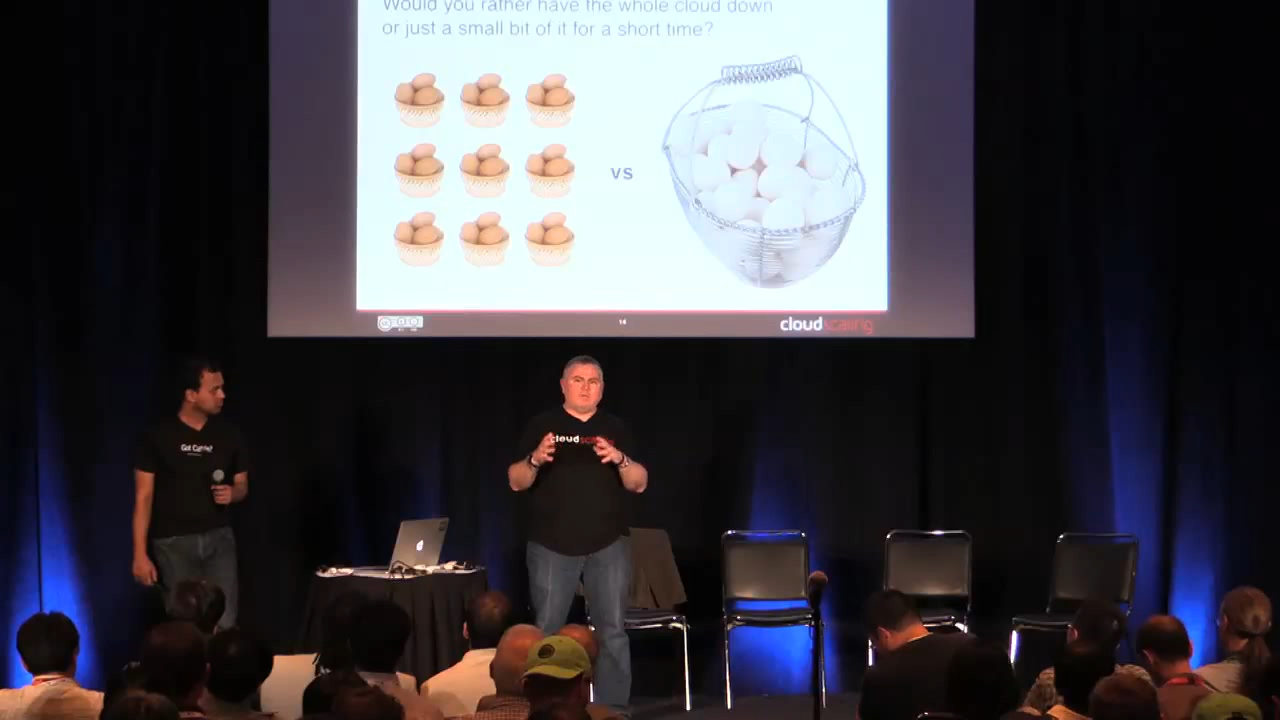 Would you rather have the whole cloud down
or just a small bit of it for a short time?
vs
14
cloudscaling
cloudscaling